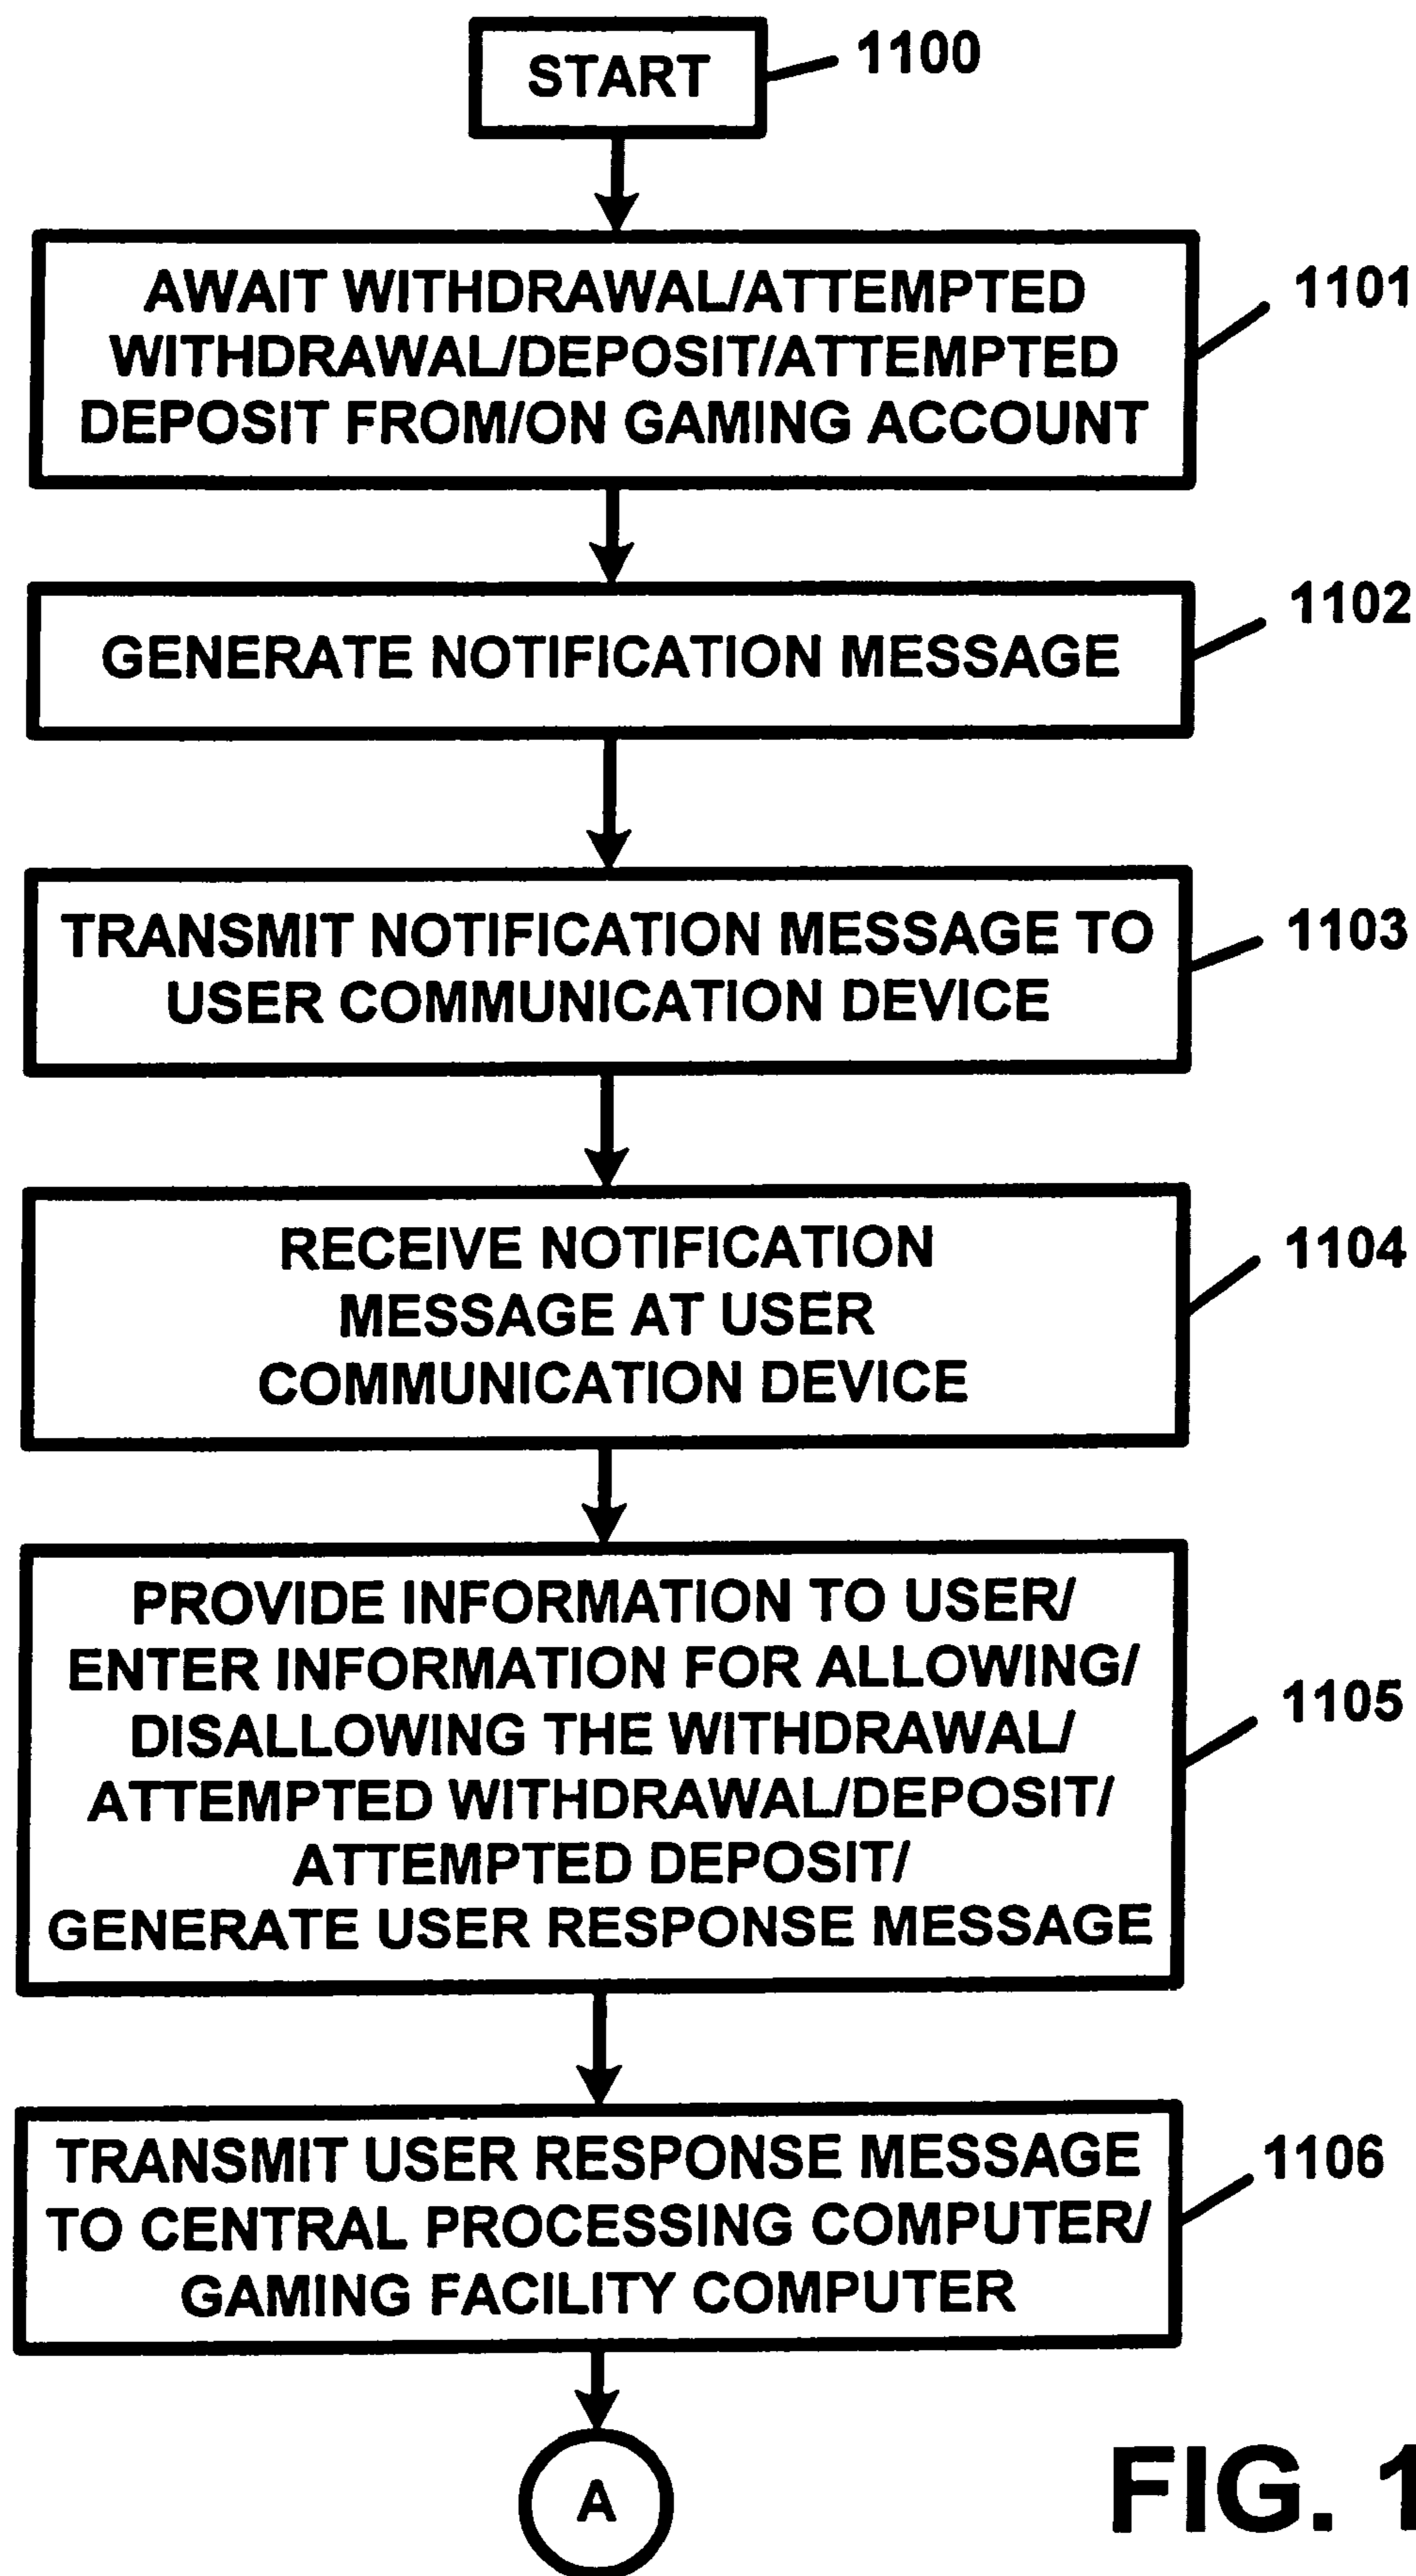 START
1100
AWAIT WITHDRAWAL/ATTEMPTED
WITHDRAWAL/DEPOSIT/ATTEMPTED
DEPOSIT FROM/ON GAMING ACCOUNT
1101
GENERATE NOTIFICATION MESSAGE
1102
TRANSMIT NOTIFICATION MESSAGE TO
USER COMMUNICATION DEVICE
1103
RECEIVE NOTIFICATION
MESSAGE AT USER
COMMUNICATION DEVICE
1104
PROVIDE INFORMATION TO USER/
ENTER INFORMATION FOR ALLOWING/
DISALLOWING THE WITHDRAWAL/
ATTEMPTED WITHDRAWAL/DEPOSIT/
ATTEMPTED DEPOSIT/
GENERATE USER RESPONSE MESSAGE
1105
TRANSMIT USER RESPONSE MESSAGE
TO CENTRAL PROCESSING COMPUTER/
GAMING FACILITY COMPUTER
1106
A
FIG. 1